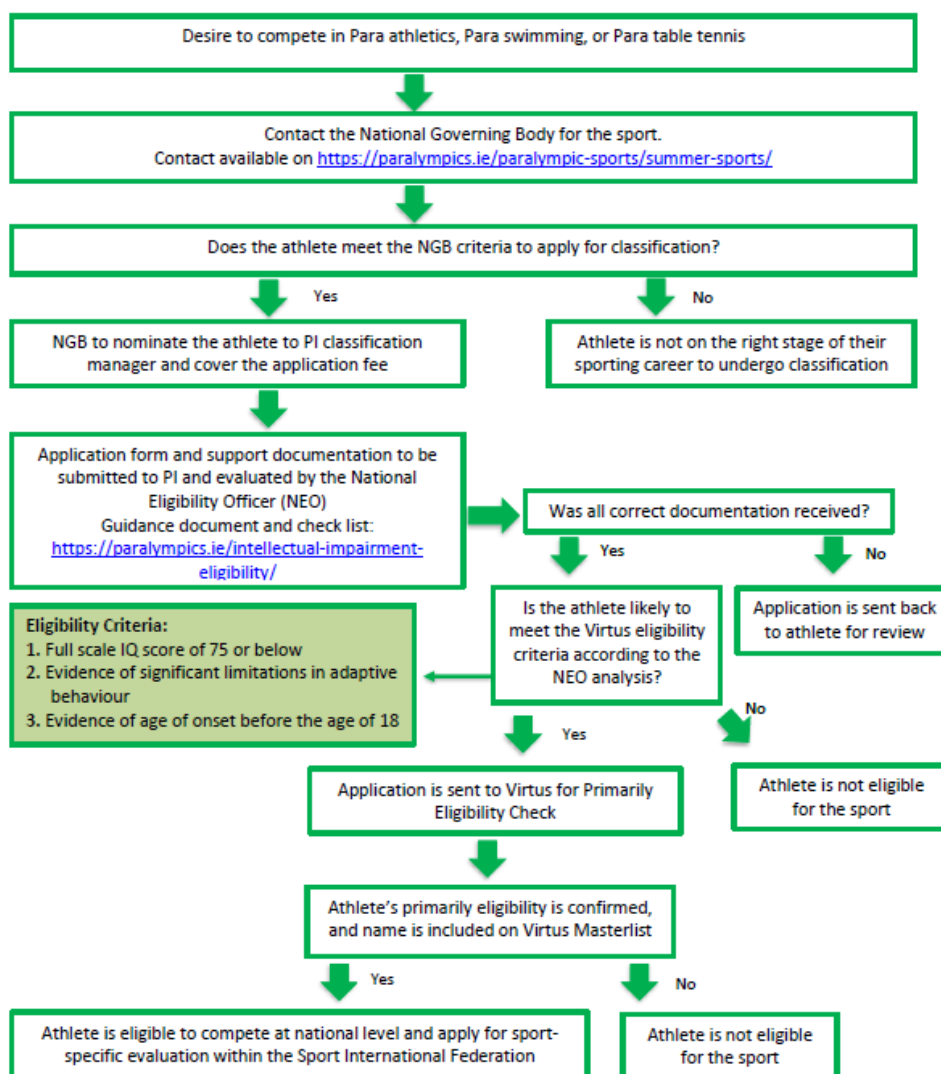 Desire to compete in Para athletics, Para swimming, or Para table tennis
Contact the National Governing Body for the sport.
Contact available on https://paralympics.ie/paralympic-sports/summer-sports/
Does the athlete meet the NGB criteria to apply for classification?
Yes
No
NGB to nominate the athlete to PI classification
manager and cover the application fee
Athlete is not on the right stage of their
sporting career to undergo classification
Application form and support documentation to be
submitted to PI and evaluated by the National
Eligibility Officer (NEO)
Guidance document and check list:
https://paralympics.ie/intellectual-impairment-
eligibility/
Was all correct documentation received?
Yes
No
Is the athlete likely to
meet the Virtus eligibility
criteria according to the
NEO analysis?
Application is sent back
to athlete for review
Eligibility Criteria:
1. Full scale IQ score of 75 or below
2. Evidence of significant limitations in adaptive
behaviour
3. Evidence of age of onset before the age of 18
Yes
No
Application is sent to Virtus for Primarily
Eligibility Check
Athlete is not eligible
for the sport
Athlete's primarily eligibility is confirmed,
and name is included on Virtus Masterlist
Yes
No
Athlete is eligible to compete at national level and apply for sport-
specific evaluation within the Sport International Federation
Athlete is not eligible
for the sport